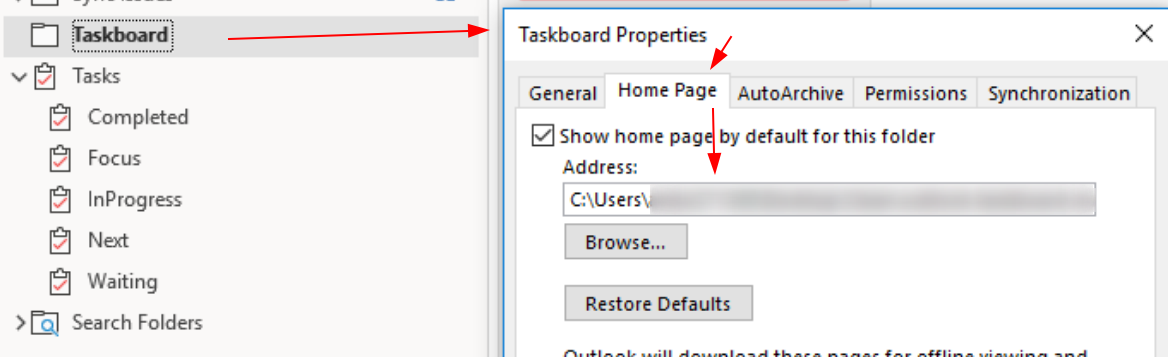 Taskboard
Tasks
Completed
Focus
InProgress
Next
Waiting
Search Folders
Taskboard Properties
General
Home Page
AutoArchive
Permissions
Synchronization
Show home page by default for this folder
Address:
C:\Users\
Browse...
Restore Defaults
Outlook will download these pages for offline viewing and